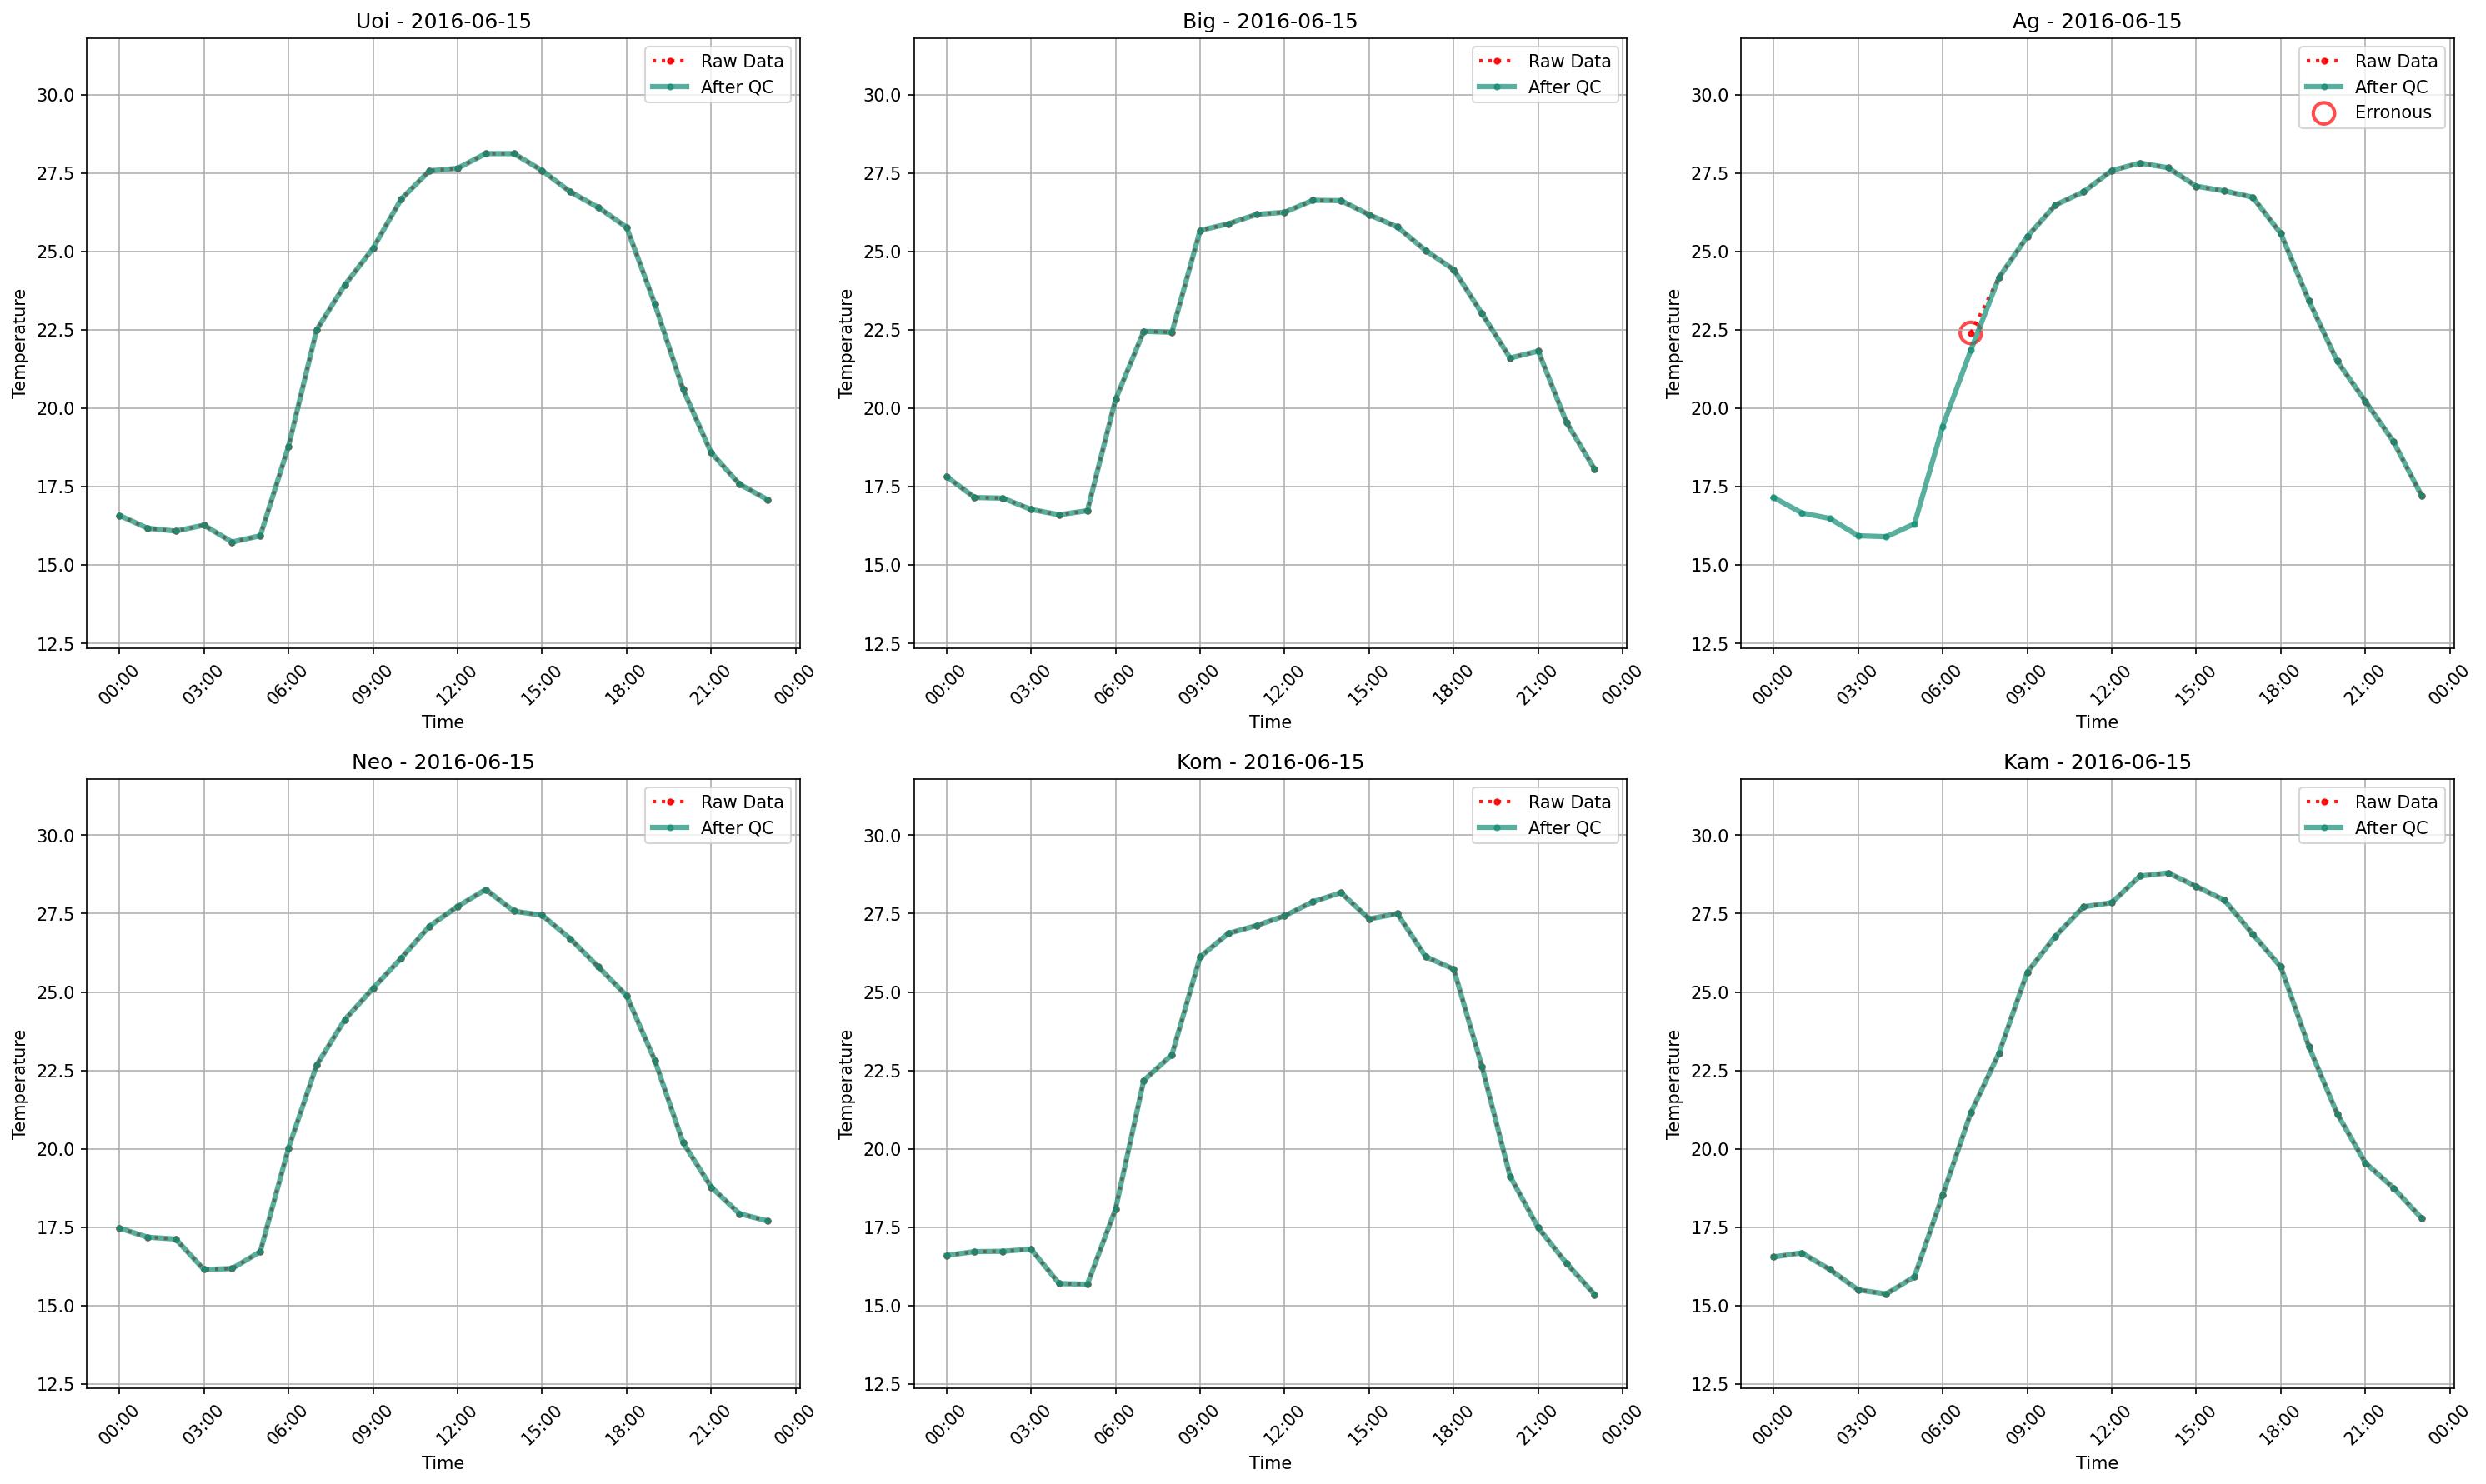 Uoi - 2016-06-15
Raw Data
After QC
30.0
27.5
25.0
22.5
20.0
17.5
15.0
12.5
Temperature
00:00 03:00 06:00 09:00 12:00 15:00 18:00 21:00 00:00
Time
Big - 2016-06-15
Raw Data
After QC
30.0
27.5
25.0
22.5
20.0
17.5
15.0
12.5
Temperature
00:00 03:00 06:00 09:00 12:00 15:00 18:00 21:00 00:00
Time
Ag - 2016-06-15
Raw Data
After QC
Erronous
30.0
27.5
25.0
22.5
20.0
17.5
15.0
12.5
Temperature
00:00 03:00 06:00 09:00 12:00 15:00 18:00 21:00 00:00
Time
Neo - 2016-06-15
Raw Data
After QC
30.0
27.5
25.0
22.5
20.0
17.5
15.0
12.5
Temperature
00:00 03:00 06:00 09:00 12:00 15:00 18:00 21:00 00:00
Time
Kom - 2016-06-15
Raw Data
After QC
30.0
27.5
25.0
22.5
20.0
17.5
15.0
12.5
Temperature
00:00 03:00 06:00 09:00 12:00 15:00 18:00 21:00 00:00
Time
Kam - 2016-06-15
Raw Data
After QC
30.0
27.5
25.0
22.5
20.0
17.5
15.0
12.5
Temperature
00:00 03:00 06:00 09:00 12:00 15:00 18:00 21:00 00:00
Time